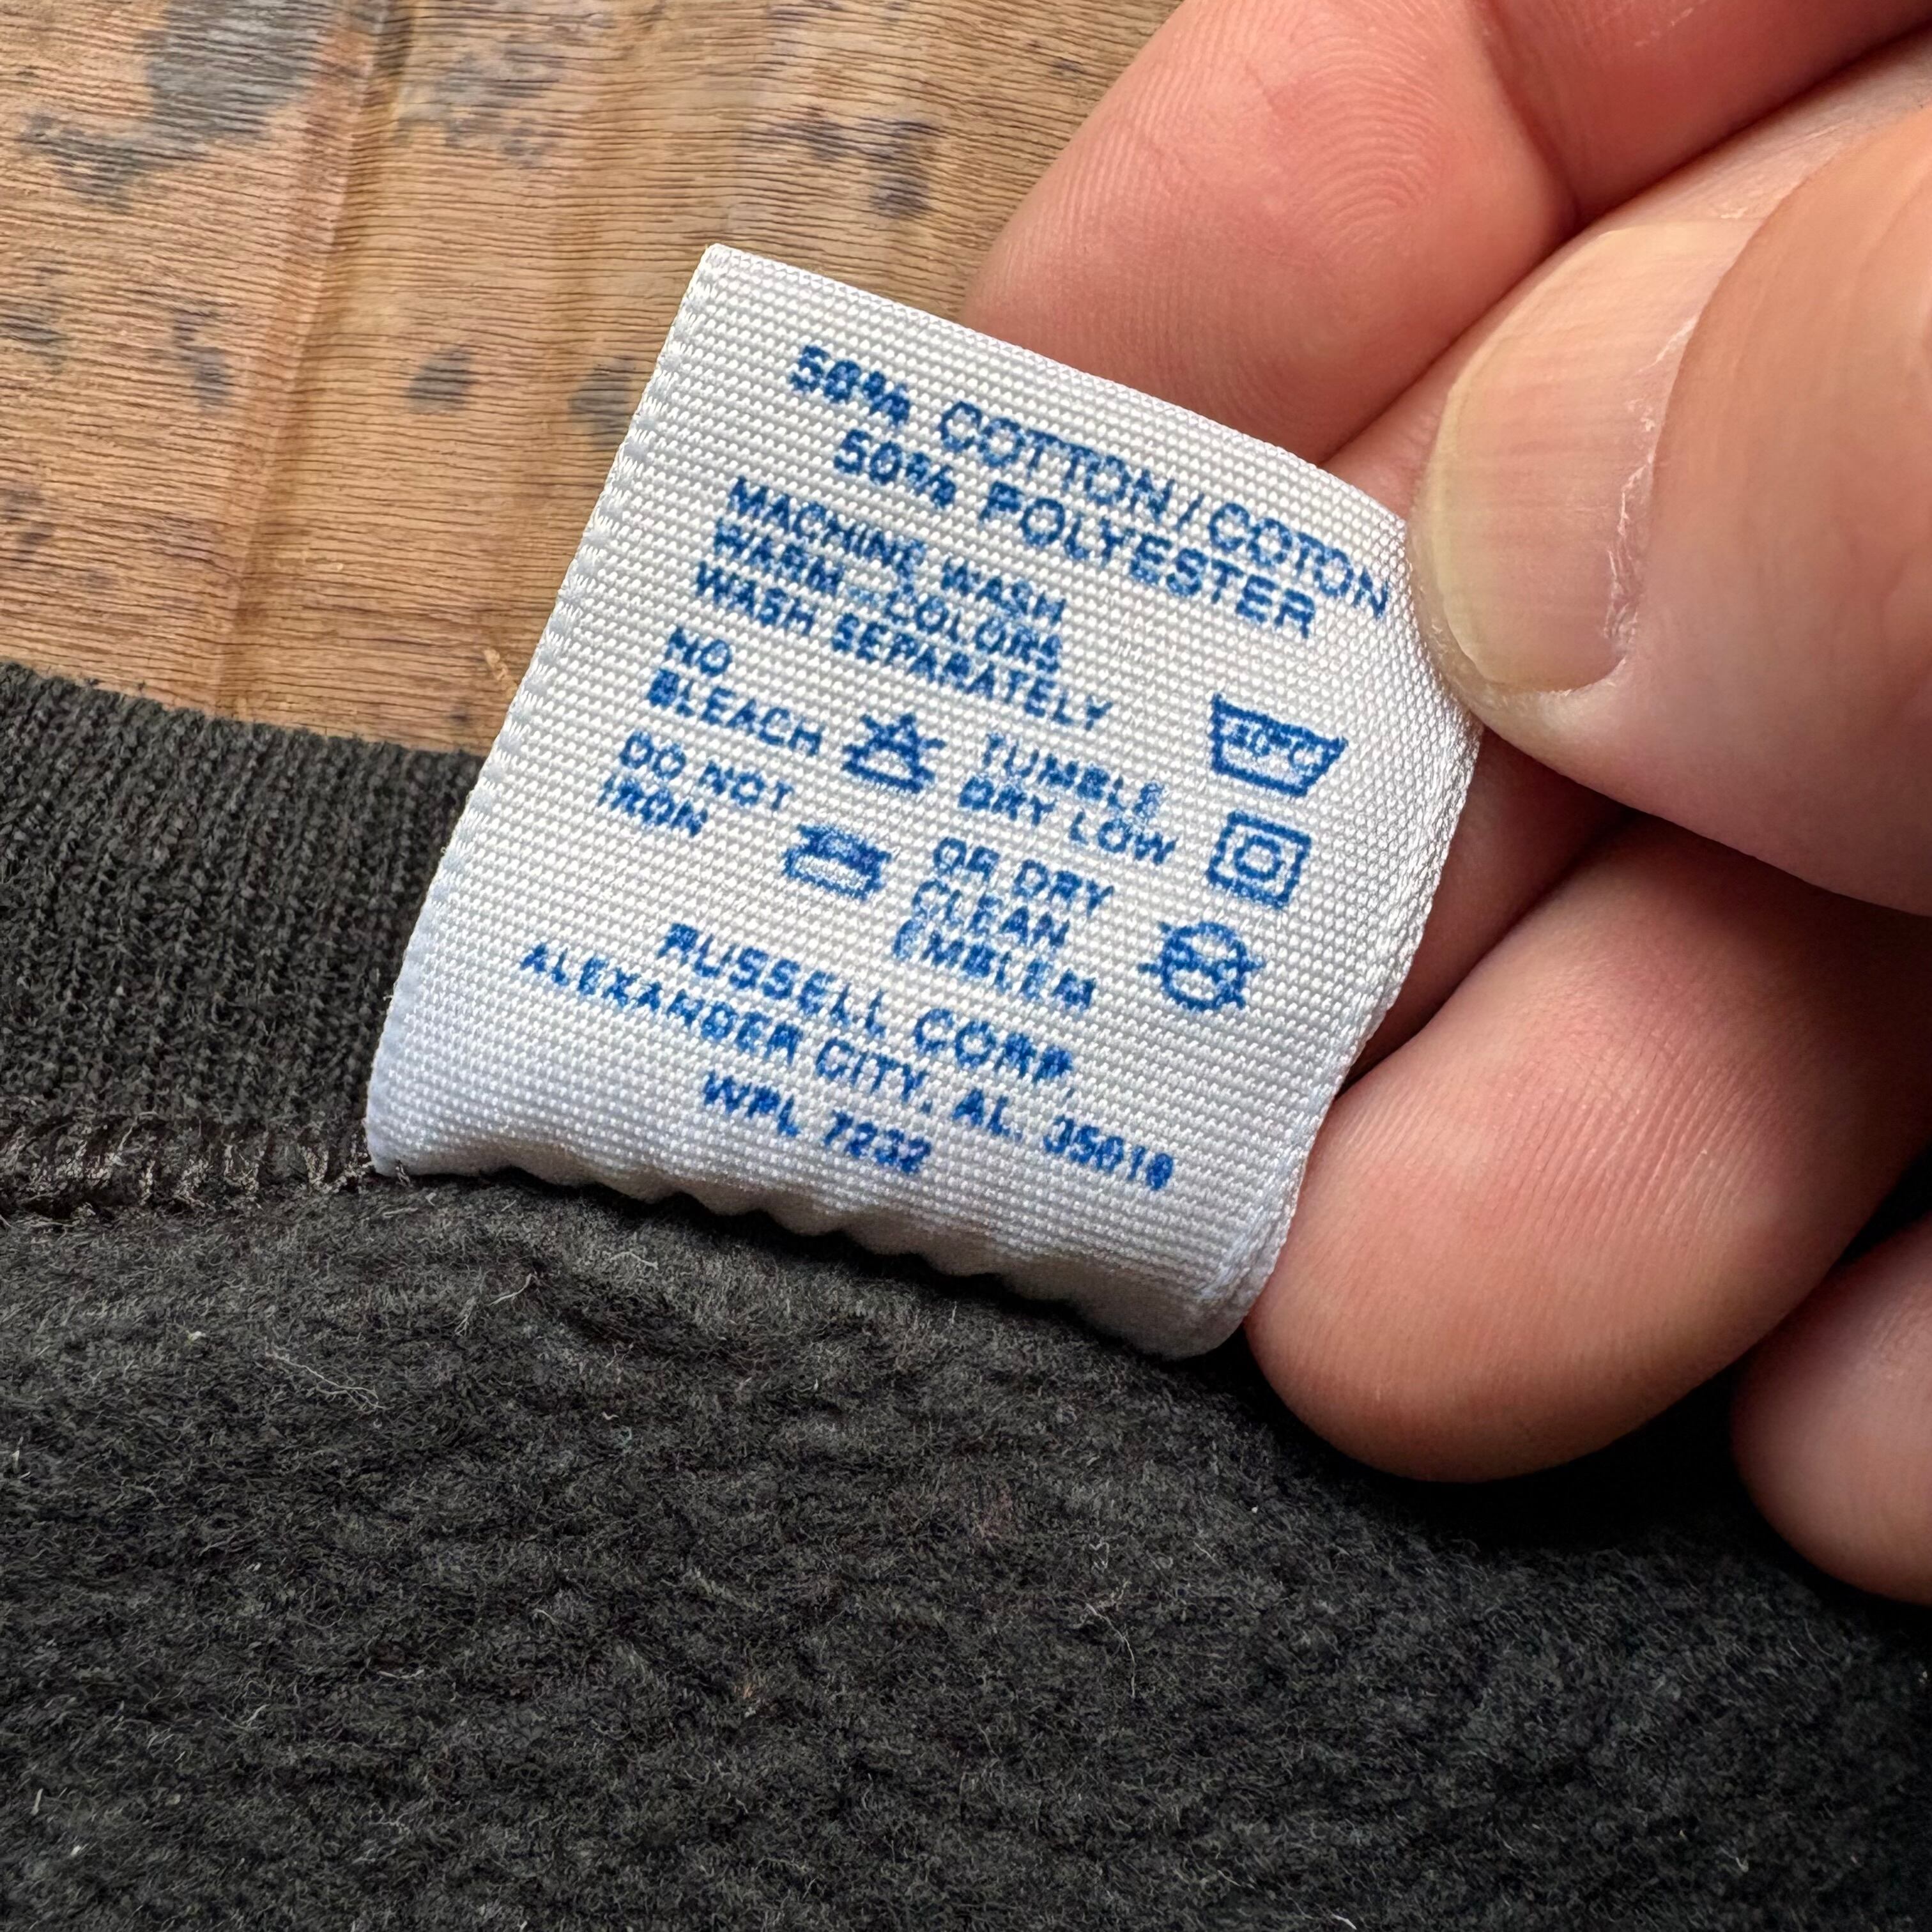 50% COTTON / COTON
50% POLYESTER
MACHINE WASH
WARM - COLORS
WASH SEPARATELY
40°C
NO
BLEACH
TUMBLE
DRY LOW
DO NOT
IRON
OR DRY
CLEAN
EMBLEM
RUSSELL CORP.
ALEXANDER CITY, AL. 35010
WPL 7232